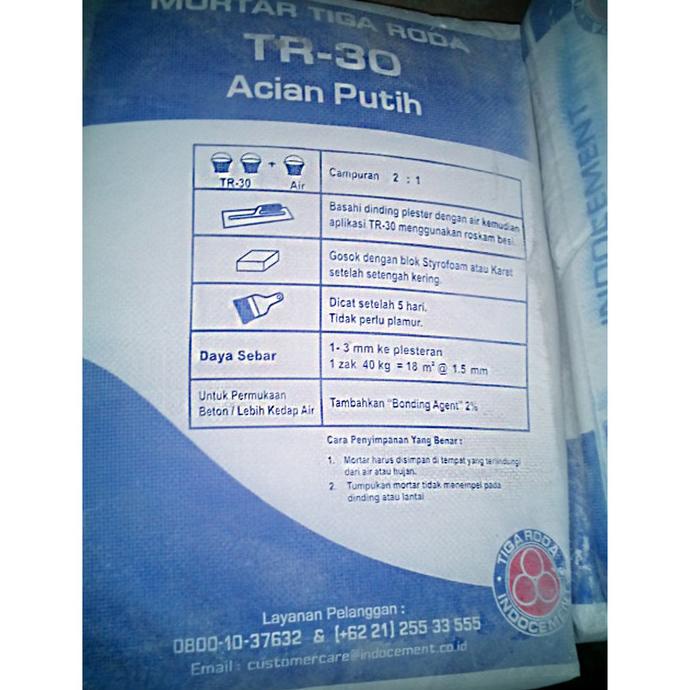 MORTAR TIGA RODA
TR-30
Acian Putih
TR-30 + Air
Campuran 2 : 1
Basahi dinding plester dengan air kemudian
aplikasi TR-30 menggunakan roskam besi.
Gosok dengan blok Styrofoam atau Karet
setelah setengah kering.
Dicat setelah 5 hari.
Tidak perlu plamur.
Daya Sebar
1- 3 mm ke plesteran
1 zak 40 kg = 18 m² @ 1.5 mm
Untuk Permukaan
Beton / Lebih Kedap Air
Tambahkan "Bonding Agent" 2%
Cara Penyimpanan Yang Benar :
1. Mortar harus disimpan di tempat yang terlindungi
dari air atau hujan.
2. Tumpukan mortar tidak menempel pada
dinding atau lantai
TIGA RODA
INDOCEMENT
Layanan Pelanggan :
0800-10-37632 & (+62 21) 255 33 555
Email : customercare@indocement.co.id
INDOCEMENT